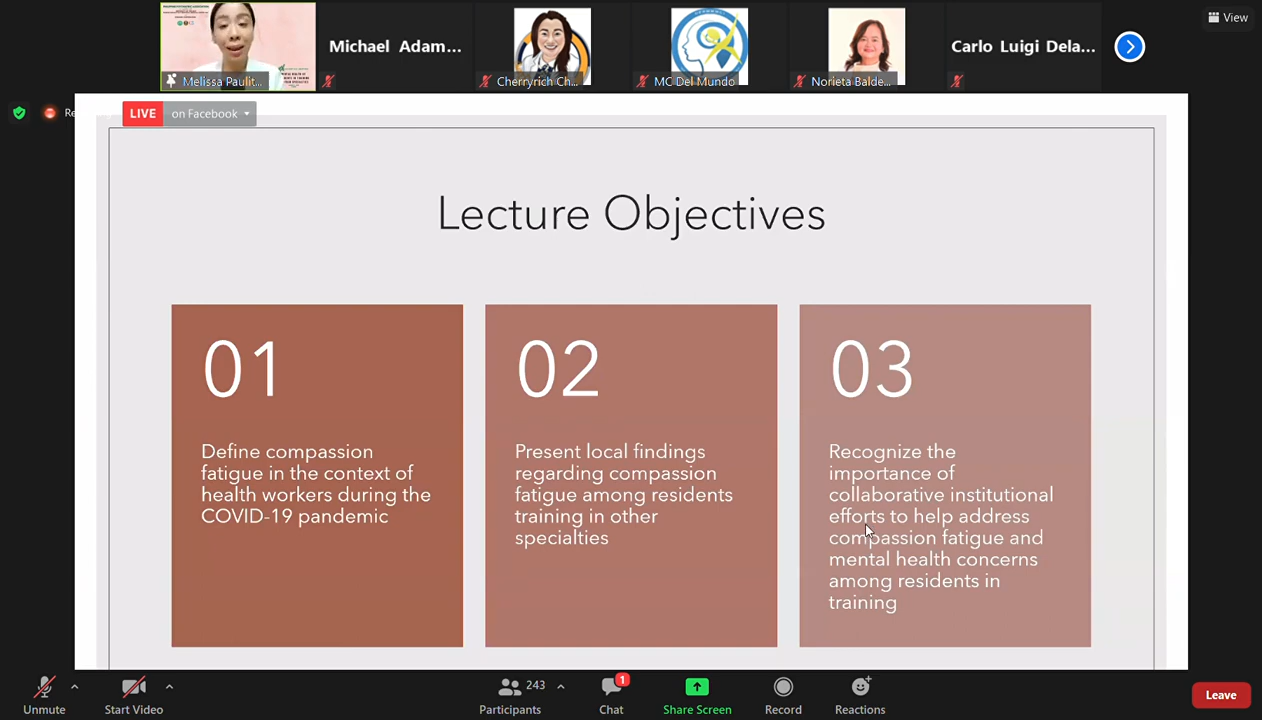 View
Michael Adam...
Carlo Luigi Dela...
Melissa Paulit...
Cherryrich Ch...
MC Del Mundo
Norieta Balde...
Re
LIVE on Facebook
Lecture Objectives
01
Define compassion
fatigue in the context of
health workers during the
COVID-19 pandemic
02
Present local findings
regarding compassion
fatigue among residents
training in other
specialties
03
Recognize the
importance of
collaborative institutional
efforts to help address
compassion fatigue and
mental health concerns
among residents in
training
Unmute
Start Video
243
Participants
1
Chat
Share Screen
Record
Reactions
Leave